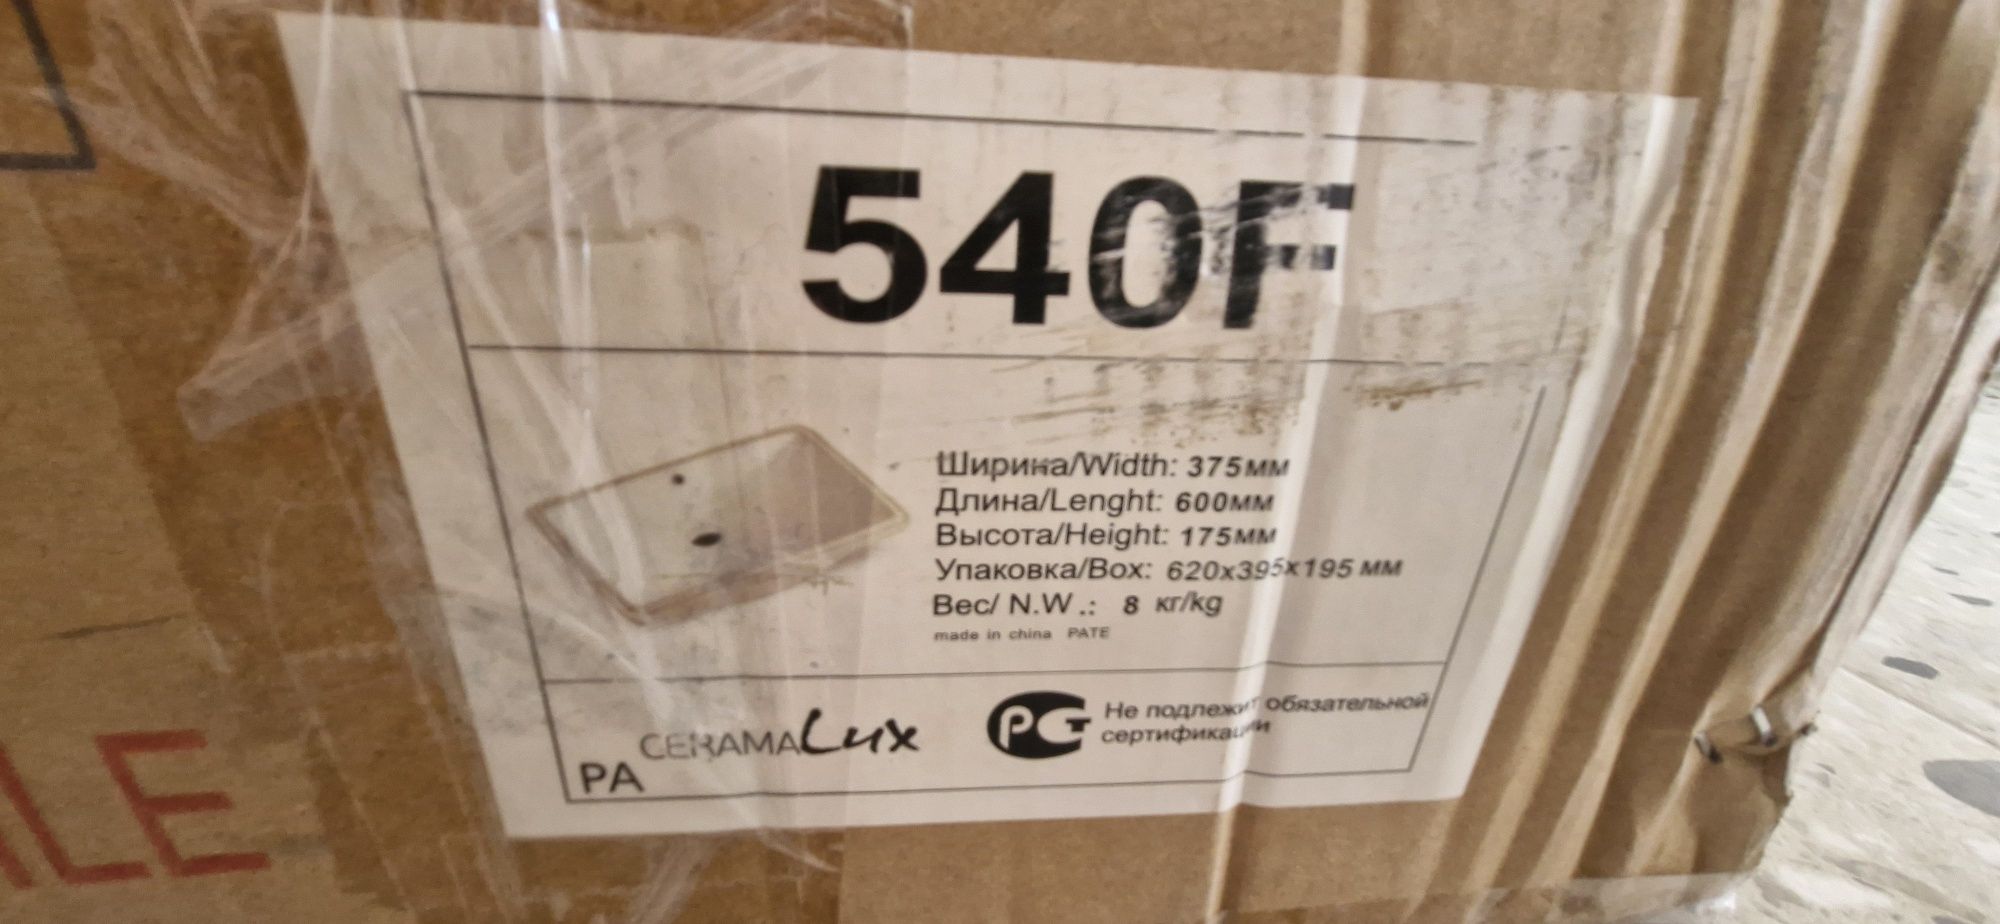 540F
Ширина/Width: 375мм
Длина/Lenght: 600мм
Высота/Height: 175мм
Упаковка/Box: 620x395x195 мм
Вес/ N.W.: 8 кг/kg
made in china PATE
CERAMALUX
РСТ Не подлежит обязательной
сертификации
PA